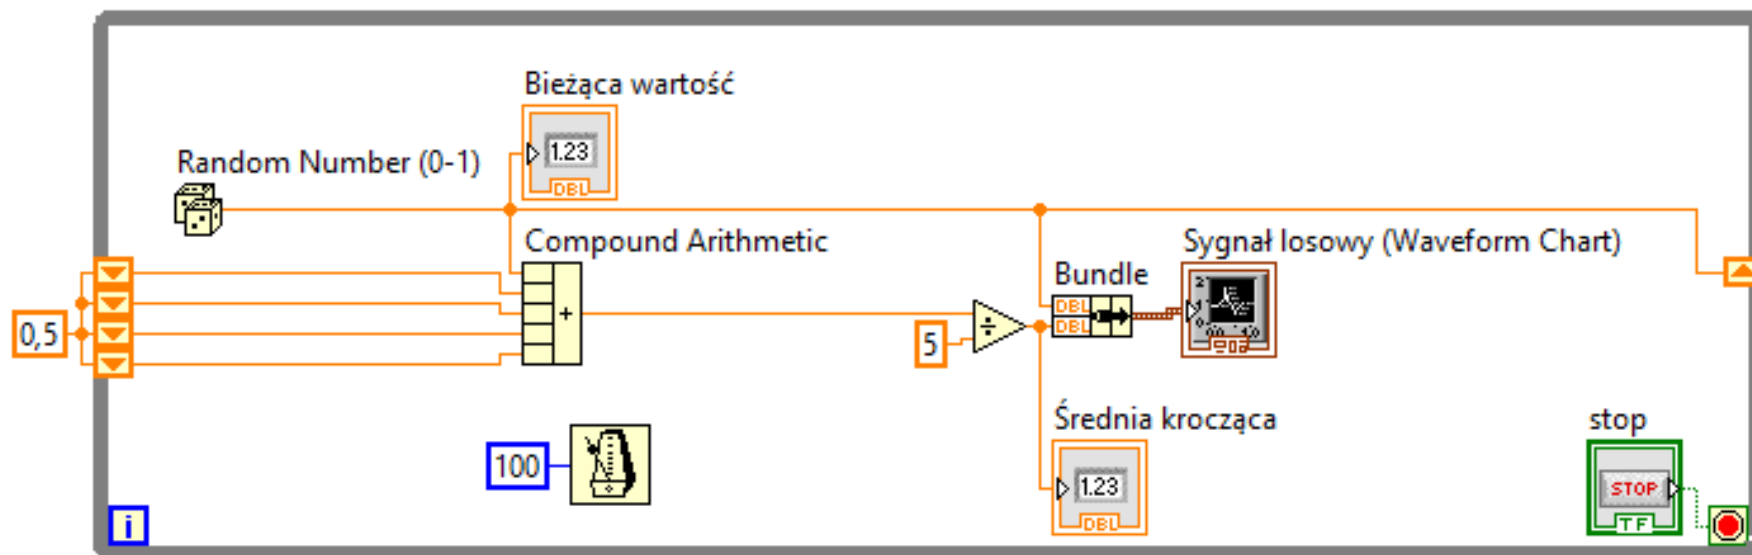 Bieżąca wartość
1.23
DBL
Random Number (0-1)
Compound Arithmetic
Sygnał losowy (Waveform Chart)
Bundle
DBL
DBL
0,5
+
÷
5
Średnia krocząca
1.23
DBL
stop
STOP
TF
100
i